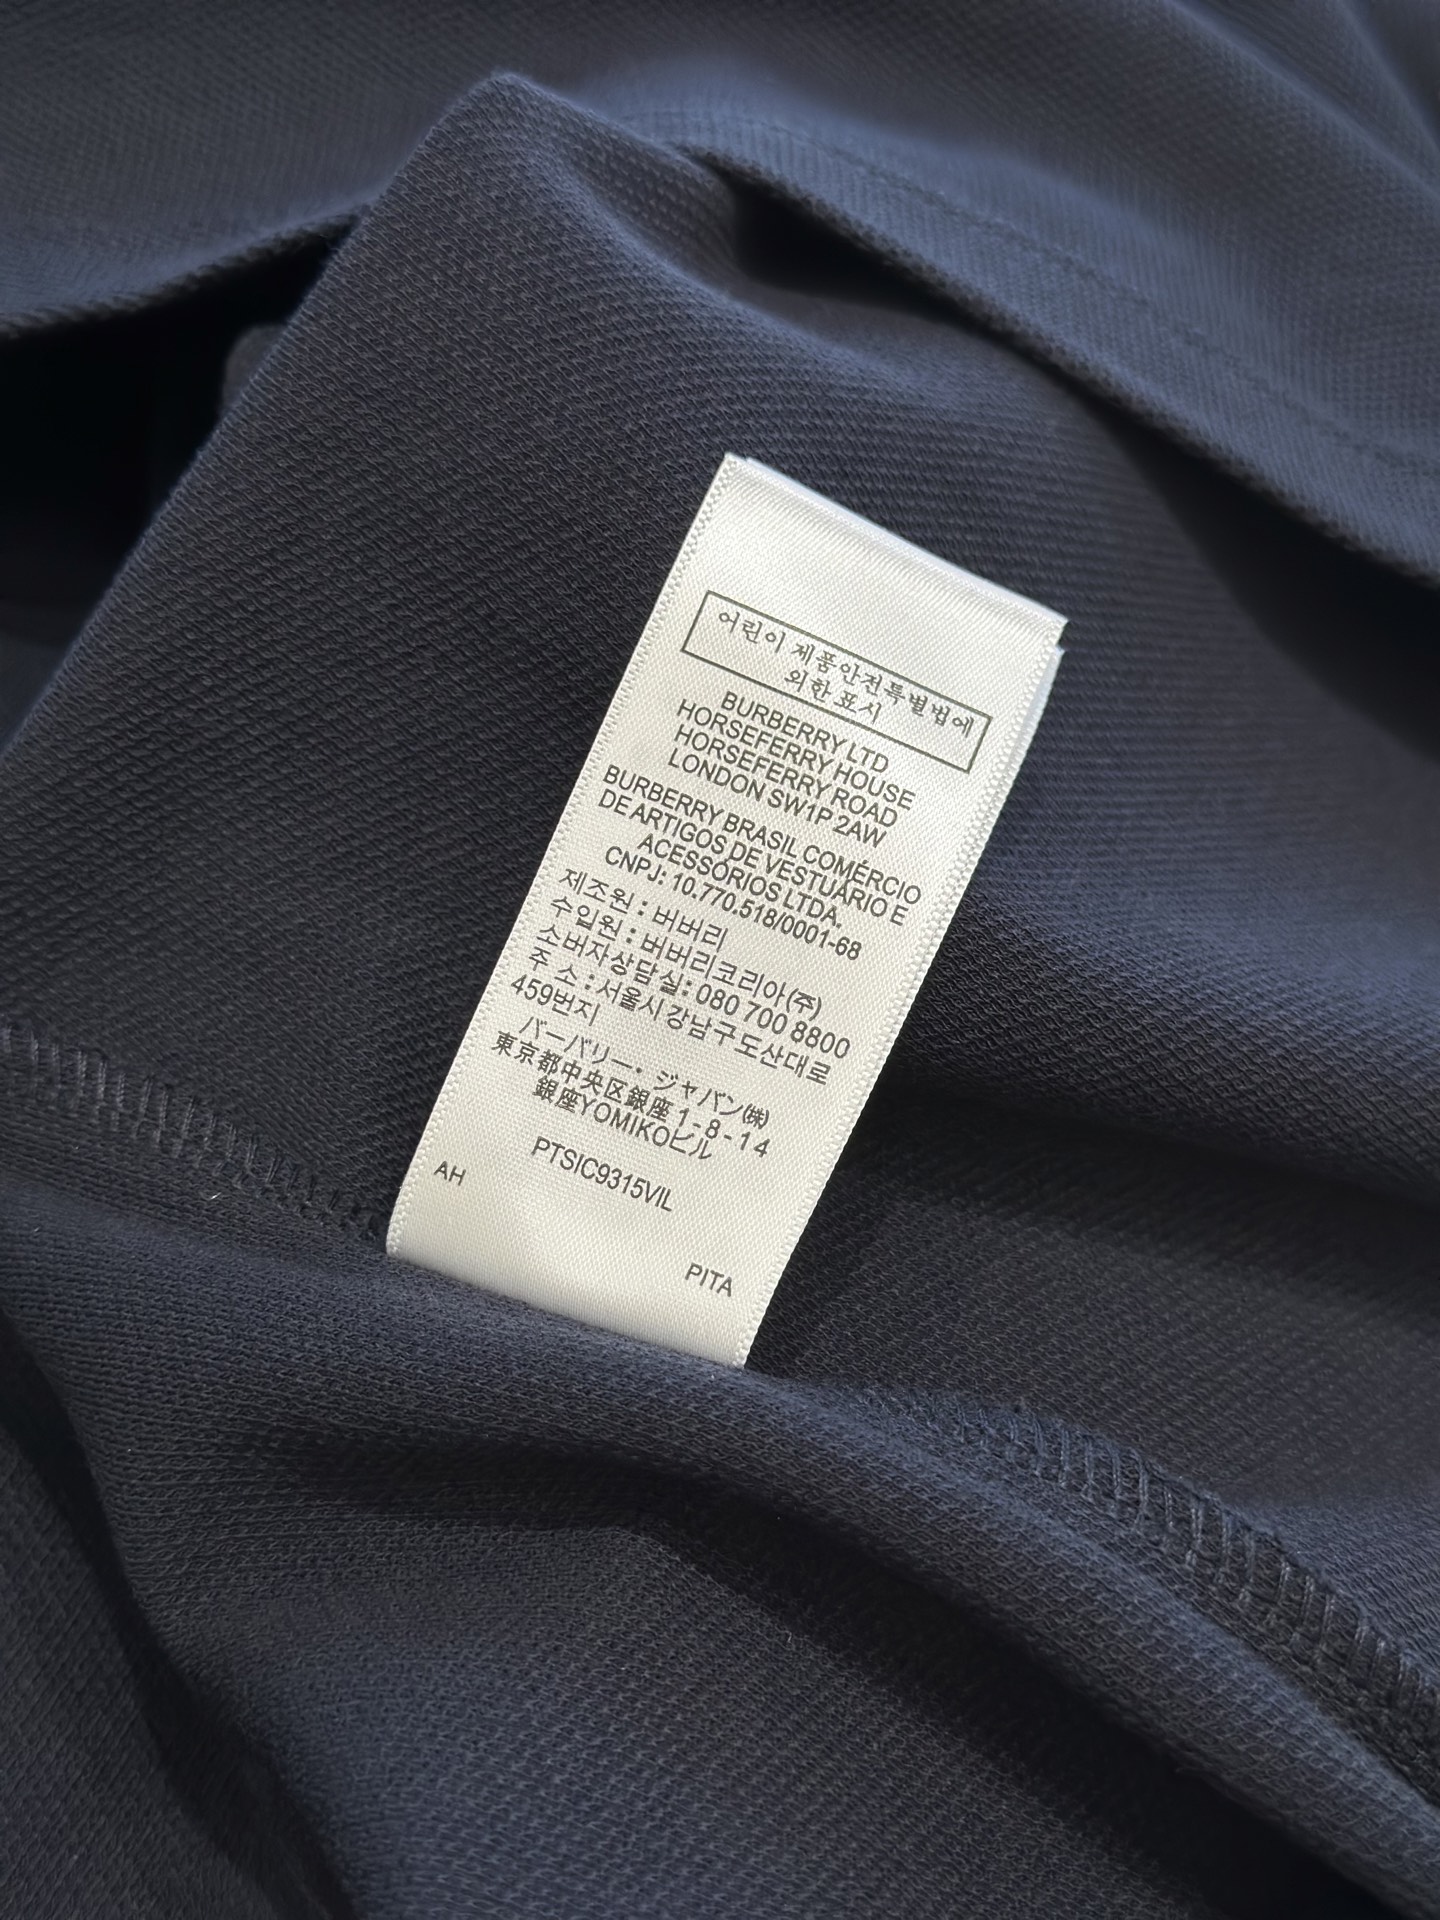 어린이 제품안전특별법에
외한 표시
BURBERRY LTD
HORSEFERRY HOUSE
HORSEFERRY ROAD
LONDON SW1P 2AW
BURBERRY BRASIL COMÉRCIO
DE ARTIGOS DE VESTUÁRIO E
ACESSÓRIOS LTDA.
CNPJ: 10.770.518/0001-68
제조원 : 버버리
수입원 : 버버리코리아(주)
소버자상담실: 080 700 8800
주 소 : 서울시 강남구 도산대로
459번지
バーバリー・ジャパン(株)
東京都中央区銀座 1 - 8 - 1 4
銀座YOMIKOビル
PTSIC9315VIL
AH
PITA